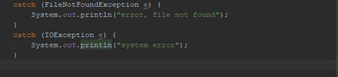 catch (FileNotFoundException e) {
System.out.println("error, file not found");
}
catch (IOException e) {
System.out.println("system error");
}